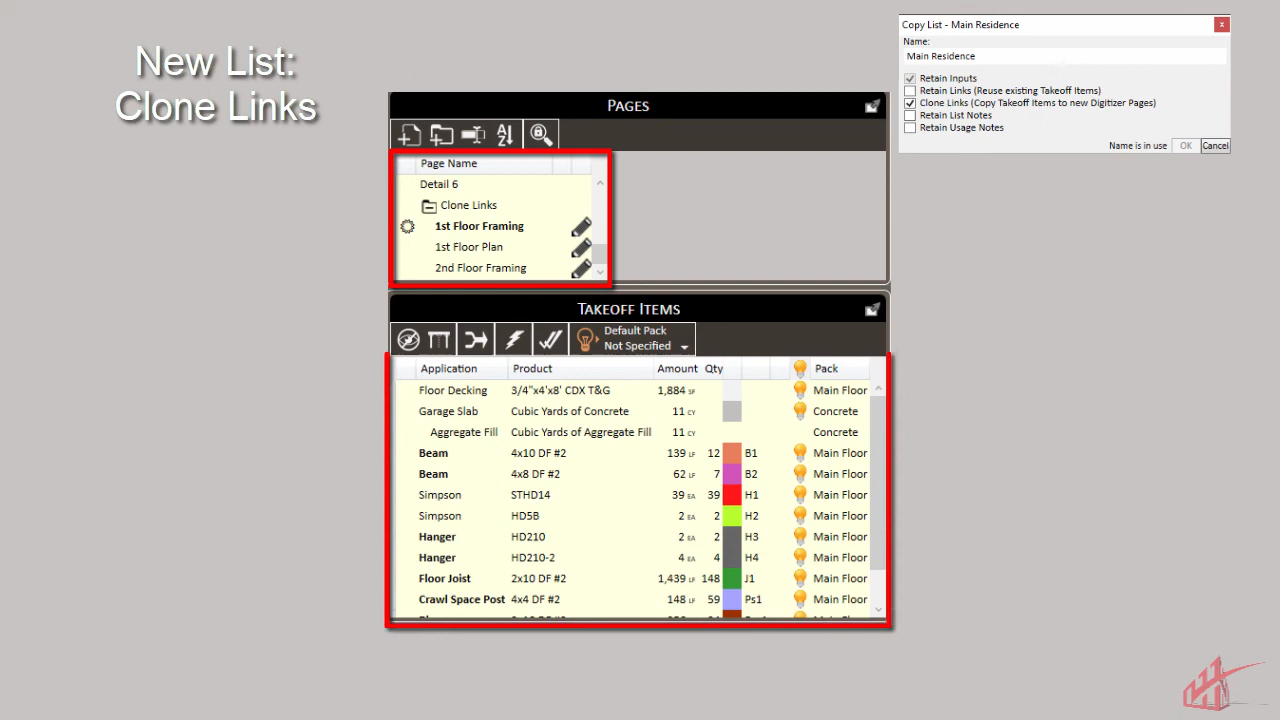 New List:
Clone Links
Copy List - Main Residence
Name:
Main Residence
Retain Inputs
Retain Links (Reuse existing Takeoff Items)
Clone Links (Copy Takeoff Items to new Digitizer Pages)
Retain List Notes
Retain Usage Notes
Name is in use OK Cancel
PAGES
Page Name
Detail 6
Clone Links
1st Floor Framing
1st Floor Plan
2nd Floor Framing
TAKEOFF ITEMS
Default Pack
Not Specified
Application Product Amount Qty Pack
Floor Decking 3/4"x4'x8' CDX T&G 1,884 SF Main Floor
Garage Slab Cubic Yards of Concrete 11 CY Concrete
Aggregate Fill Cubic Yards of Aggregate Fill 11 CY Concrete
Beam 4x10 DF #2 139 LF 12 B1 Main Floor
Beam 4x8 DF #2 62 LF 7 B2 Main Floor
Simpson STHD14 39 EA 39 H1 Main Floor
Simpson HD5B 2 EA 2 H2 Main Floor
Hanger HD210 2 EA 2 H3 Main Floor
Hanger HD210-2 4 EA 4 H4 Main Floor
Floor Joist 2x10 DF #2 1,439 LF 148 J1 Main Floor
Crawl Space Post 4x4 DF #2 148 LF 59 Ps1 Main Floor